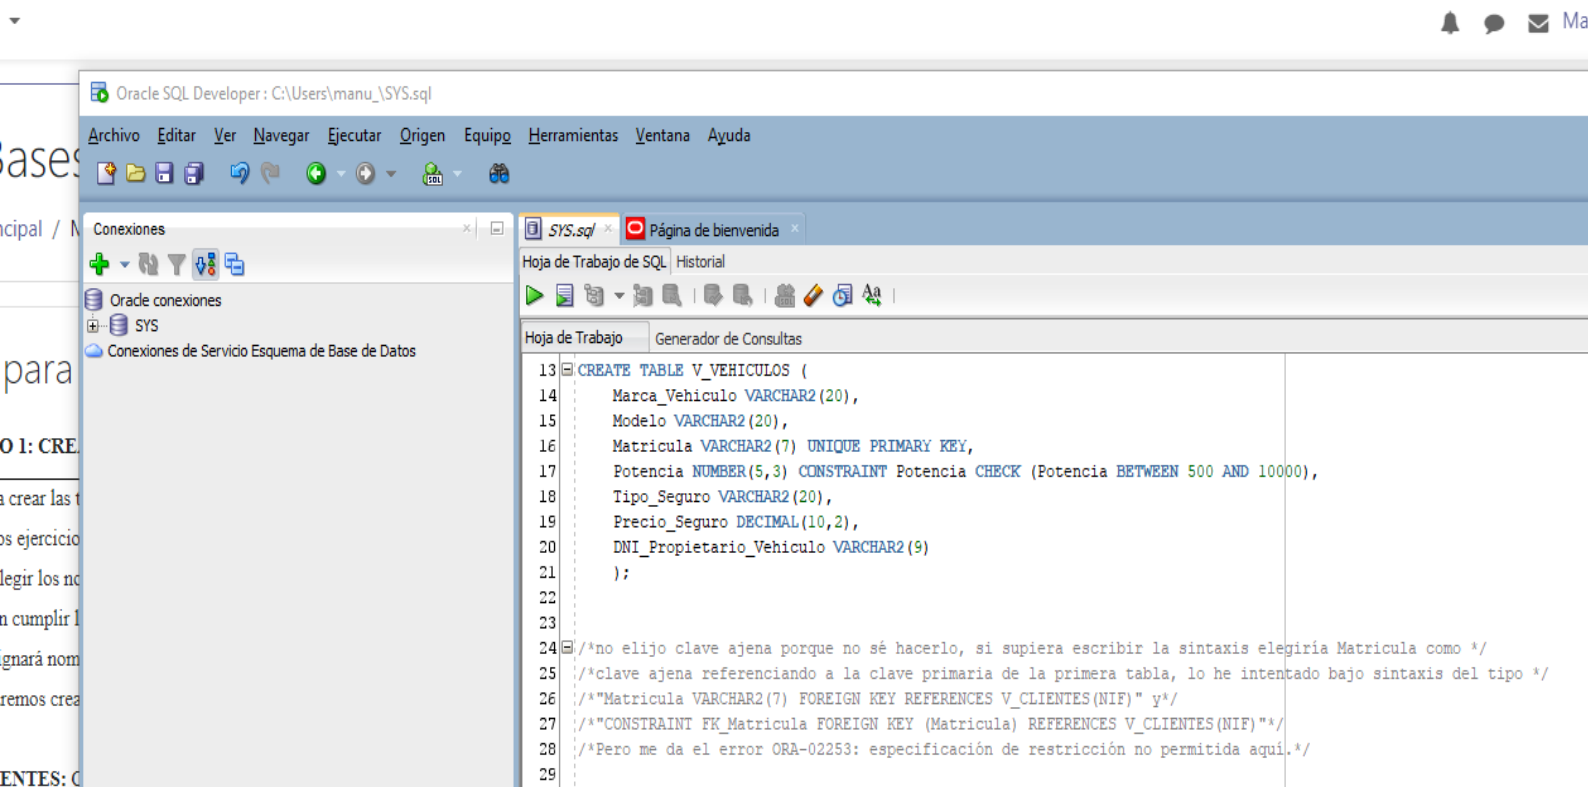 Ma
Oracle SQL Developer : C:\Users\manu_\SYS.sql
Archivo Editar Ver Navegar Ejecutar Origen Equipo Herramientas Ventana Ayuda
Bases
ncipal / M
Conexiones
SYS.sql
Página de bienvenida
Hoja de Trabajo de SQL Historial
Oracle conexiones
SYS
Conexiones de Servicio Esquema de Base de Datos
Hoja de Trabajo Generador de Consultas
para
O 1: CRE
a crear las t
os ejercicio
legir los no
n cumplir l
ignará nom
remos crea
ENTES: C
13 CREATE TABLE V_VEHICULOS (
14 Marca_Vehiculo VARCHAR2(20),
15 Modelo VARCHAR2(20),
16 Matricula VARCHAR2(7) UNIQUE PRIMARY KEY,
17 Potencia NUMBER(5,3) CONSTRAINT Potencia CHECK (Potencia BETWEEN 500 AND 10000),
18 Tipo_Seguro VARCHAR2(20),
19 Precio_Seguro DECIMAL(10,2),
20 DNI_Propietario_Vehiculo VARCHAR2(9)
21 );
22
23
24 /*no elijo clave ajena porque no sé hacerlo, si supiera escribir la sintaxis elegiría Matricula como */
25 /*clave ajena referenciando a la clave primaria de la primera tabla, lo he intentado bajo sintaxis del tipo */
26 /*"Matricula VARCHAR2(7) FOREIGN KEY REFERENCES V_CLIENTES(NIF)" y*/
27 /*"CONSTRAINT FK_Matricula FOREIGN KEY (Matricula) REFERENCES V_CLIENTES(NIF)"*/
28 /*Pero me da el error ORA-02253: especificación de restricción no permitida aquí.*/
29